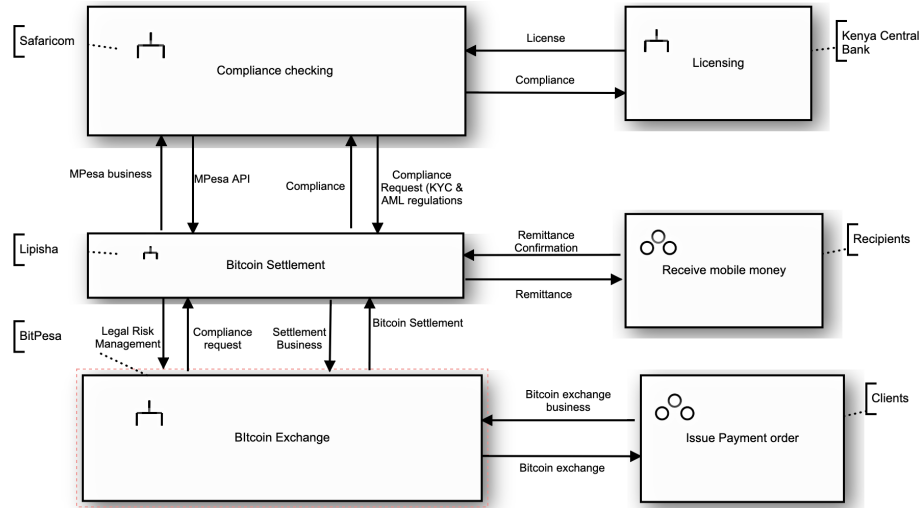 Safaricom
Compliance checking
License
Compliance
Licensing
Kenya Central
Bank
MPesa business
MPesa API
Compliance
Compliance
Request (KYC &
AML regulations
Lipisha
Bitcoin Settlement
Remittance
Confirmation
Remittance
Receive mobile money
Recipients
BitPesa
Legal Risk
Management
Compliance
request
Settlement
Business
Bitcoin Settlement
BItcoin Exchange
Bitcoin exchange
business
Bitcoin exchange
Issue Payment order
Clients